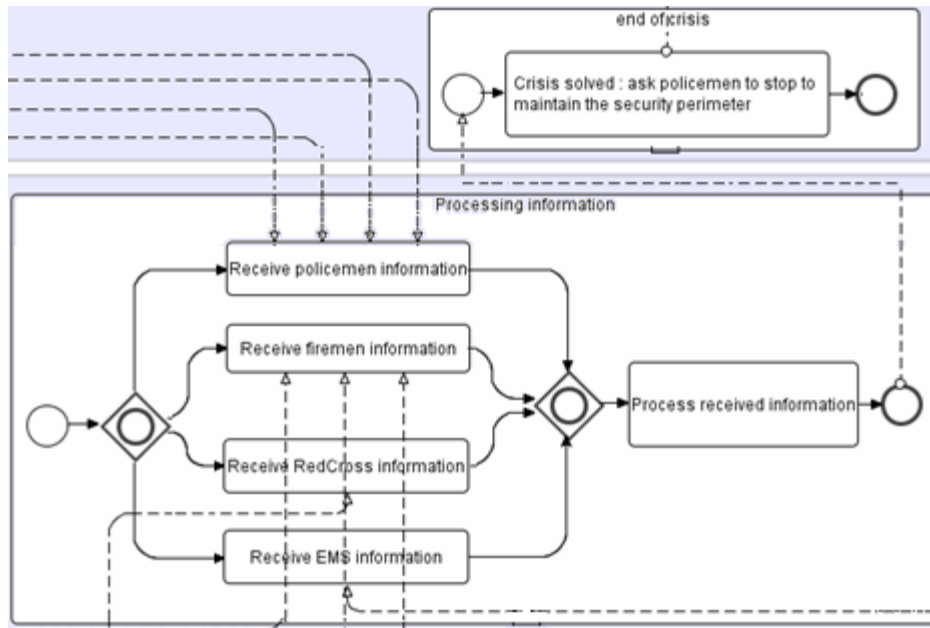 end of crisis
Crisis solved : ask policemen to stop to
maintain the security perimeter
Processing information
Receive policemen information
Receive firemen information
Process received information
Receive RedCross information
Receive EMS information